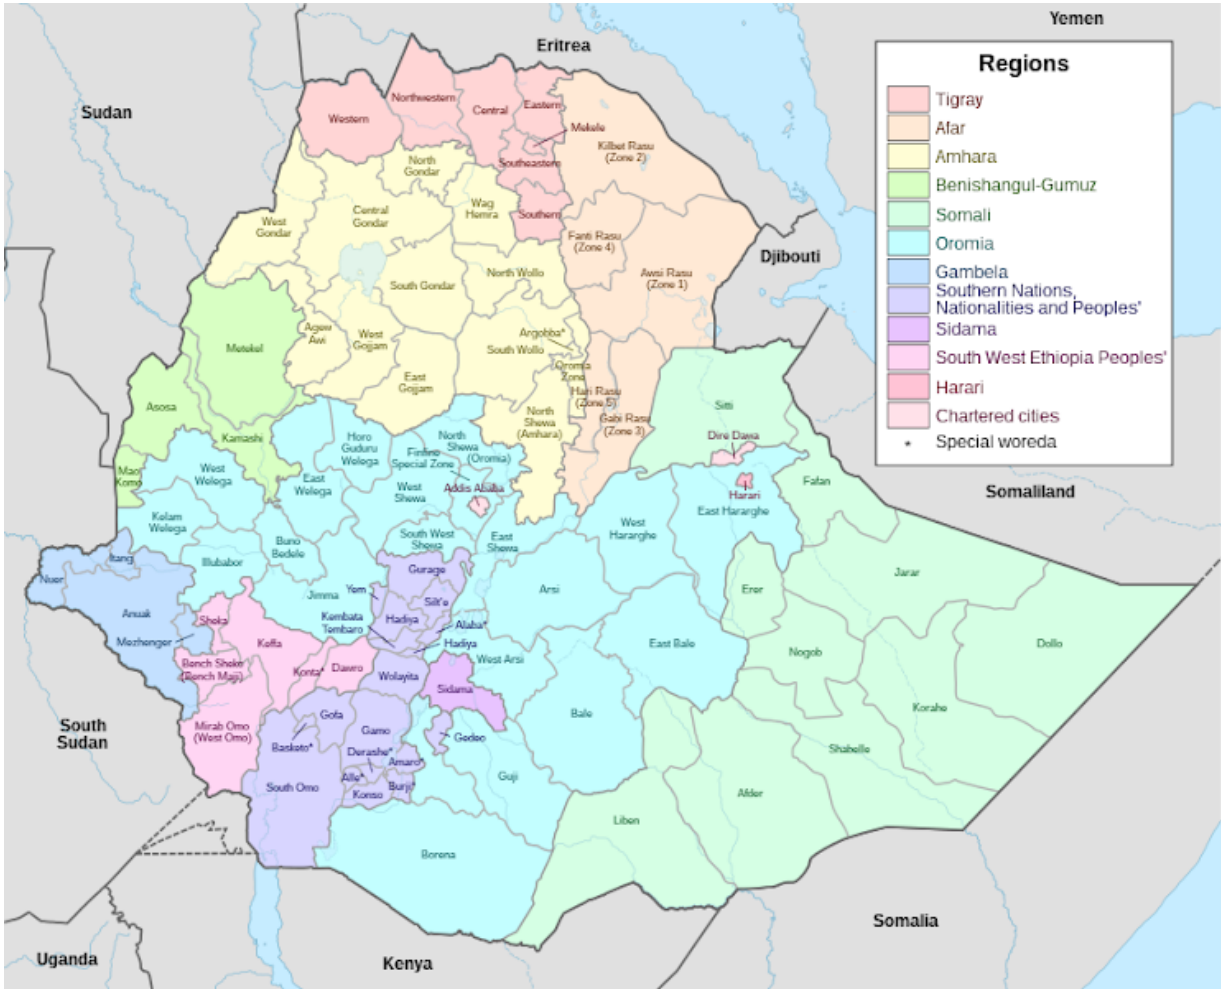 Yemen
Eritrea
Sudan
Regions
Tigray
Afar
Amhara
Benishangul-Gumuz
Somali
Oromia
Gambela
Southern Nations,
Nationalities and Peoples'
Sidama
South West Ethiopia Peoples'
Harari
Chartered cities
* Special woreda
Northwestern
Western
Central
Eastern
Mekele
Southeastern
Southern
Kilbet Rasu
(Zone 2)
North
Gondar
Wag
Hemra
Central
Gondar
West
Gondar
Fanti Rasu
(Zone 4)
Djibouti
Awsi Rasu
(Zone 1)
North Wollo
South Gondar
Agew
Awi
West
Gojjam
Argobba*
South Wollo
Metekel
Oromia
Zone
East
Gojjam
Hari Rasu
(Zone 5)
Gabi Rasu
(Zone 3)
Asosa
North
Shewa
(Amhara)
Sitti
Kamashi
Horo
Guduru
Welega
North
Shewa
(Oromia)
Dire Dawa
Finfine
Special Zone
Mao
Komo
West
Welega
East
Welega
West
Shewa
Addis Ababa
Harari
East Hararghe
Fafan
Somaliland
Kelam
Welega
West
Hararghe
South West
Shewa
East
Shewa
Buno
Bedele
Itang
Illubabor
Nuer
Gurage
Jarar
Jimma
Yem
Arsi
Erer
Silt'e
Anuak
Sheka
Kembata
Tembaro
Hadiya
Alaba*
Mezhenger
Keffa
Hadiya
East Bale
Dollo
Nogob
Bench Sheko
(Bench Maji)
Konta*
Dawro
Wolayita
West Arsi
Sidama
Korahe
South
Sudan
Mirab Omo
(West Omo)
Gofa
Gamo
Bale
Basketo*
Gedeo
Derashe*
Amaro*
Shabelle
Alle*
Guji
South Omo
Konso
Burji*
Afder
Liben
Borena
Somalia
Uganda
Kenya